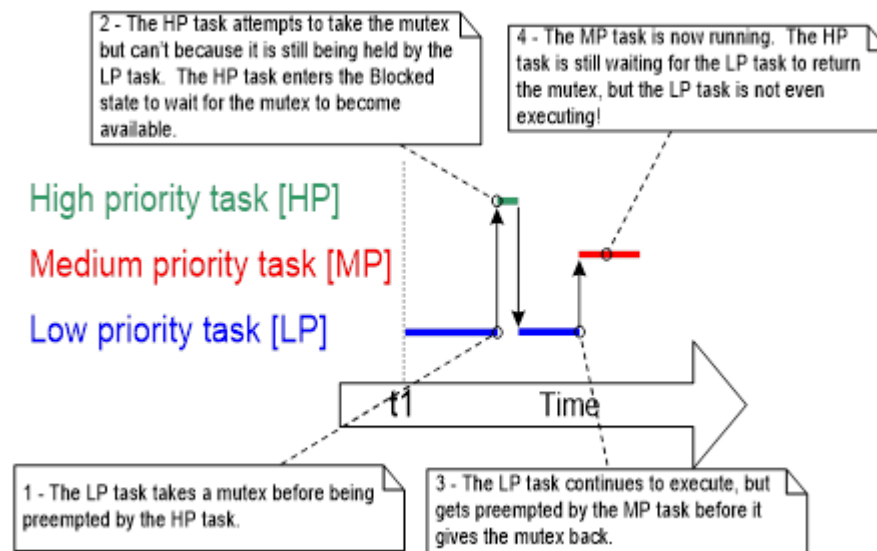 2 - The HP task attempts to take the mutex
but can't because it is still being held by the
LP task. The HP task enters the Blocked
state to wait for the mutex to become
available.
4 - The MP task is now running. The HP
task is still waiting for the LP task to return
the mutex, but the LP task is not even
executing!
High priority task [HP]
Medium priority task [MP]
Low priority task [LP]
t1
Time
1 - The LP task takes a mutex before being
preempted by the HP task.
3 - The LP task continues to execute, but
gets preempted by the MP task before it
gives the mutex back.